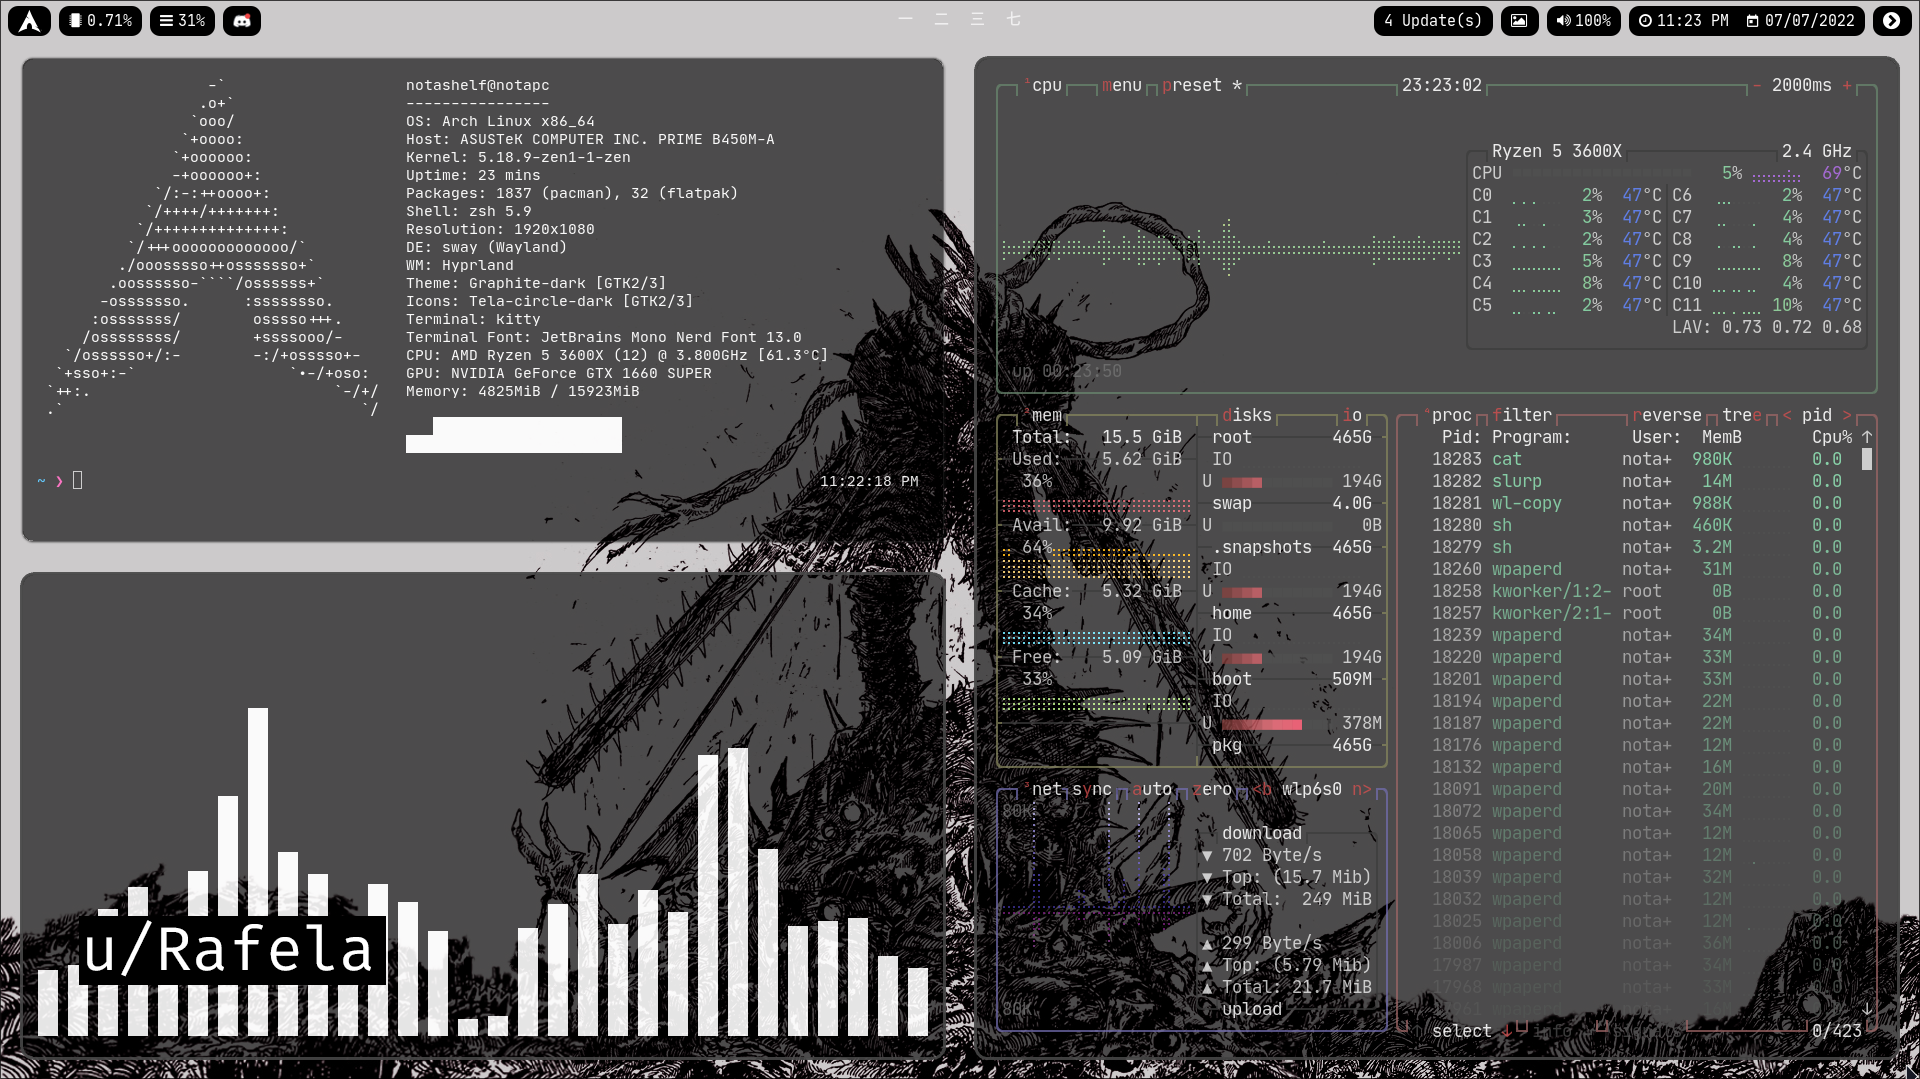 0.71% 31% 一 二 三 七 4 Update(s) 100% 11:23 PM 07/07/2022
notashelf@notapc
----------------
OS: Arch Linux x86_64
Host: ASUSTeK COMPUTER INC. PRIME B450M-A
Kernel: 5.18.9-zen1-1-zen
Uptime: 23 mins
Packages: 1837 (pacman), 32 (flatpak)
Shell: zsh 5.9
Resolution: 1920x1080
DE: sway (Wayland)
WM: Hyprland
Theme: Graphite-dark [GTK2/3]
Icons: Tela-circle-dark [GTK2/3]
Terminal: kitty
Terminal Font: JetBrains Mono Nerd Font 13.0
CPU: AMD Ryzen 5 3600X (12) @ 3.800GHz [61.3°C]
GPU: NVIDIA GeForce GTX 1660 SUPER
Memory: 4825MiB / 15923MiB
~ ❯ 11:22:18 PM
u/Rafela
¹cpu menu preset * 23:23:02 - 2000ms +
Ryzen 5 3600X 2.4 GHz
CPU 5% 69°C
C0 2% 47°C C6 2% 47°C
C1 3% 47°C C7 4% 47°C
C2 2% 47°C C8 4% 47°C
C3 5% 47°C C9 8% 47°C
C4 8% 47°C C10 4% 47°C
C5 2% 47°C C11 10% 47°C
LAV: 0.73 0.72 0.68
up 00:23:50
²mem disks io
Total: 15.5 GiB root 465G
Used: 5.62 GiB IO
36% U 194G
swap 4.0G
Avail: 9.92 GiB U 0B
64% .snapshots 465G
IO
Cache: 5.32 GiB U 194G
34% home 465G
IO
Free: 5.09 GiB U 194G
33% boot 509M
IO
U 378M
pkg 465G
³net sync auto zero <b wlp6s0 n>
80K
download
▼ 702 Byte/s
▼ Top: (15.7 Mib)
▼ Total: 249 MiB
▲ 299 Byte/s
▲ Top: (5.79 Mib)
▲ Total: 21.7 MiB
80K upload
⁴proc filter reverse tree < pid >
Pid: Program: User: MemB Cpu% ↑
18283 cat nota+ 980K 0.0
18282 slurp nota+ 14M 0.0
18281 wl-copy nota+ 988K 0.0
18280 sh nota+ 460K 0.0
18279 sh nota+ 3.2M 0.0
18260 wpaperd nota+ 31M 0.0
18258 kworker/1:2- root 0B 0.0
18257 kworker/2:1- root 0B 0.0
18239 wpaperd nota+ 34M 0.0
18220 wpaperd nota+ 33M 0.0
18201 wpaperd nota+ 33M 0.0
18194 wpaperd nota+ 22M 0.0
18187 wpaperd nota+ 22M 0.0
18176 wpaperd nota+ 12M 0.0
18132 wpaperd nota+ 16M 0.0
18091 wpaperd nota+ 20M 0.0
18072 wpaperd nota+ 34M 0.0
18065 wpaperd nota+ 12M 0.0
18058 wpaperd nota+ 12M 0.0
18039 wpaperd nota+ 32M 0.0
18032 wpaperd nota+ 12M 0.0
18025 wpaperd nota+ 12M 0.0
18006 wpaperd nota+ 36M 0.0
17987 wpaperd nota+ 34M 0.0
17968 wpaperd nota+ 33M 0.0
↑ select ↓ info 0/423